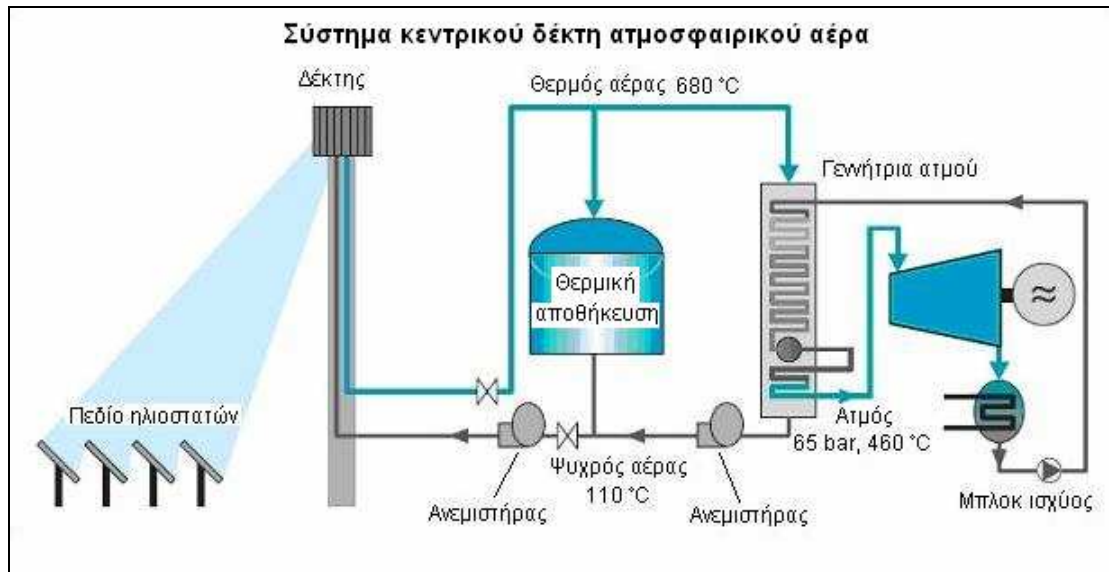 Σύστημα κεντρικού δέκτη ατμοσφαιρικού αέρα
Δέκτης
Θερμός αέρας 680 °C
Γεννήτρια ατμού
Θερμική
αποθήκευση
≈
Πεδίο ηλιοστατών
Ατμός
65 bar, 460 °C
Ψυχρός αέρας
110 °C
Ανεμιστήρας
Ανεμιστήρας
Μπλοκ ισχύος